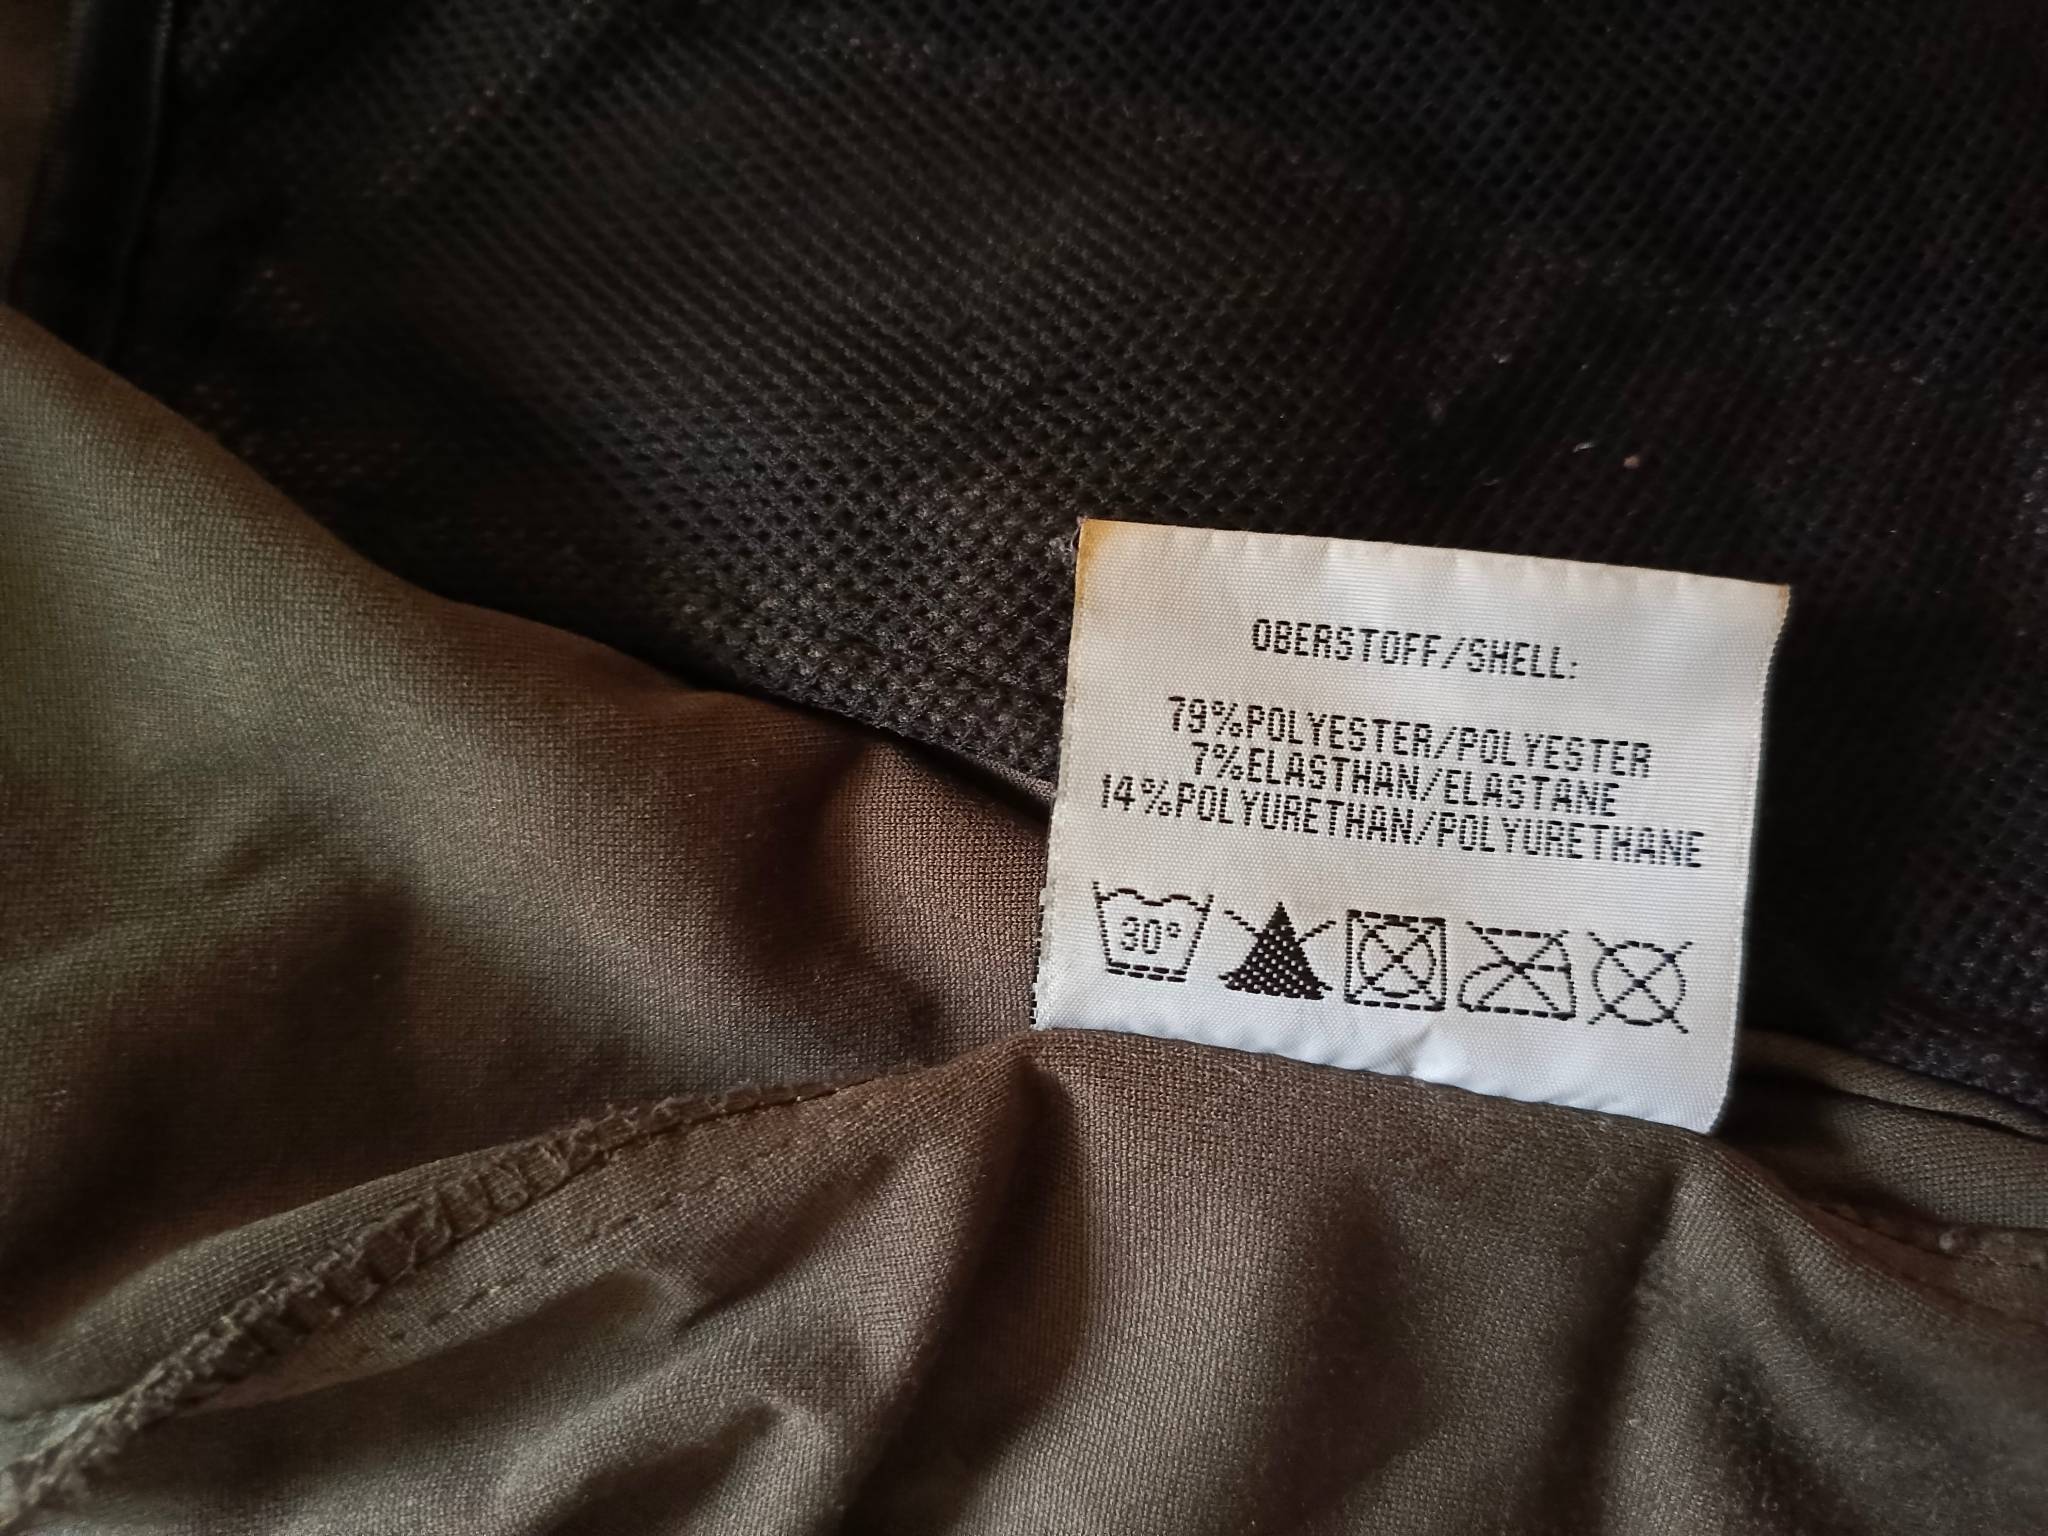 OBERSTOFF/SHELL:
79%POLYESTER/POLYESTER
7%ELASTHAN/ELASTANE
14%POLYURETHAN/POLYURETHANE
30°